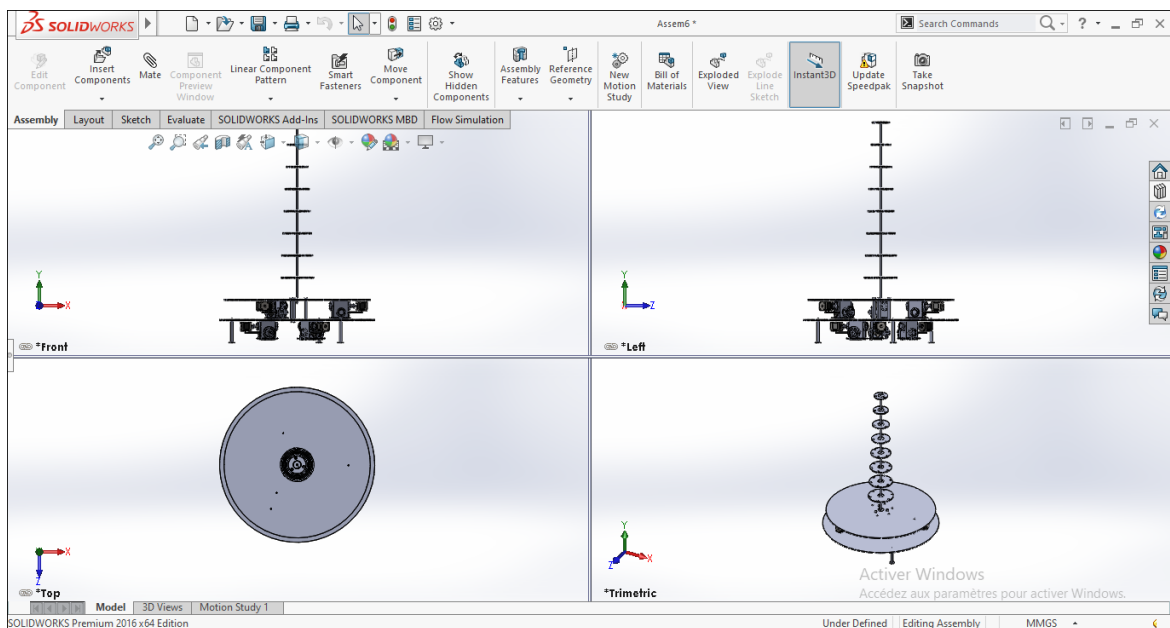 SOLIDWORKS
Assem6 *
Search Commands
?
Edit Component
Insert Components
Mate
Component Preview Window
Linear Component Pattern
Smart Fasteners
Move Component
Show Hidden Components
Assembly Features
Reference Geometry
New Motion Study
Bill of Materials
Exploded View
Explode Line Sketch
Instant3D
Update Speedpak
Take Snapshot
Assembly
Layout
Sketch
Evaluate
SOLIDWORKS Add-Ins
SOLIDWORKS MBD
Flow Simulation
Y
X
*Front
Y
Z
*Left
X
Z
*Top
Y
X
Z
*Trimetric
Activer Windows
Accédez aux paramètres pour activer Windows.
Model
3D Views
Motion Study 1
SOLIDWORKS Premium 2016 x64 Edition
Under Defined
Editing Assembly
MMGS